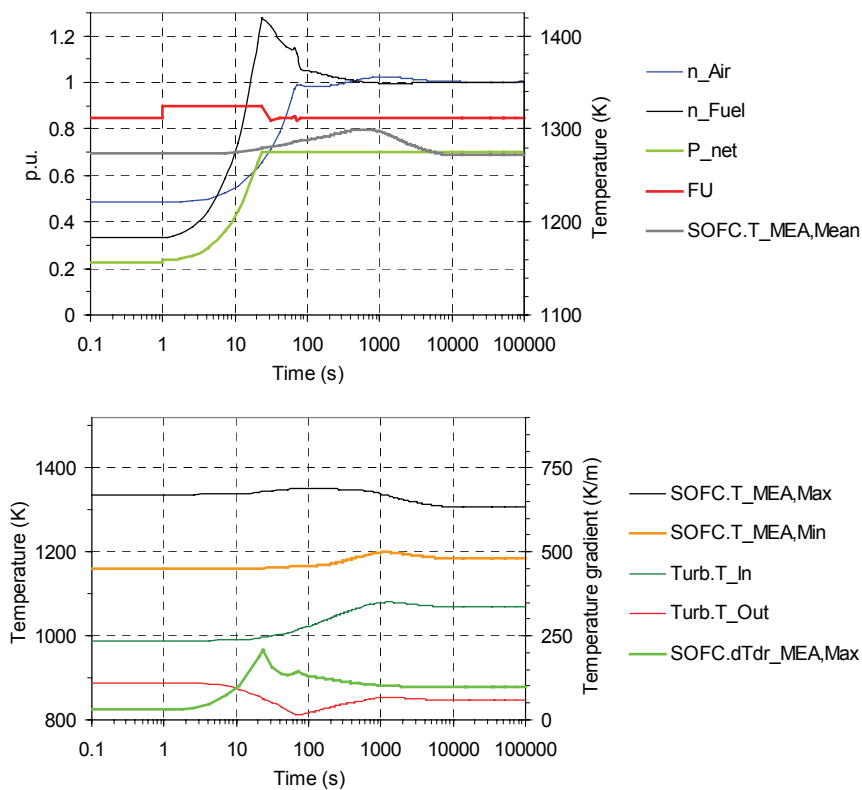 1.2
1
0.8
0.6
0.4
0.2
0
p.u.
1400
1300
1200
1100
Temperature (K)
0.1 1 10 100 1000 10000 100000
Time (s)
n_Air
n_Fuel
P_net
FU
SOFC.T_MEA,Mean
1400
1200
1000
800
Temperature (K)
750
500
250
0
Temperature gradient (K/m)
0.1 1 10 100 1000 10000 100000
Time (s)
SOFC.T_MEA,Max
SOFC.T_MEA,Min
Turb.T_In
Turb.T_Out
SOFC.dTdr_MEA,Max